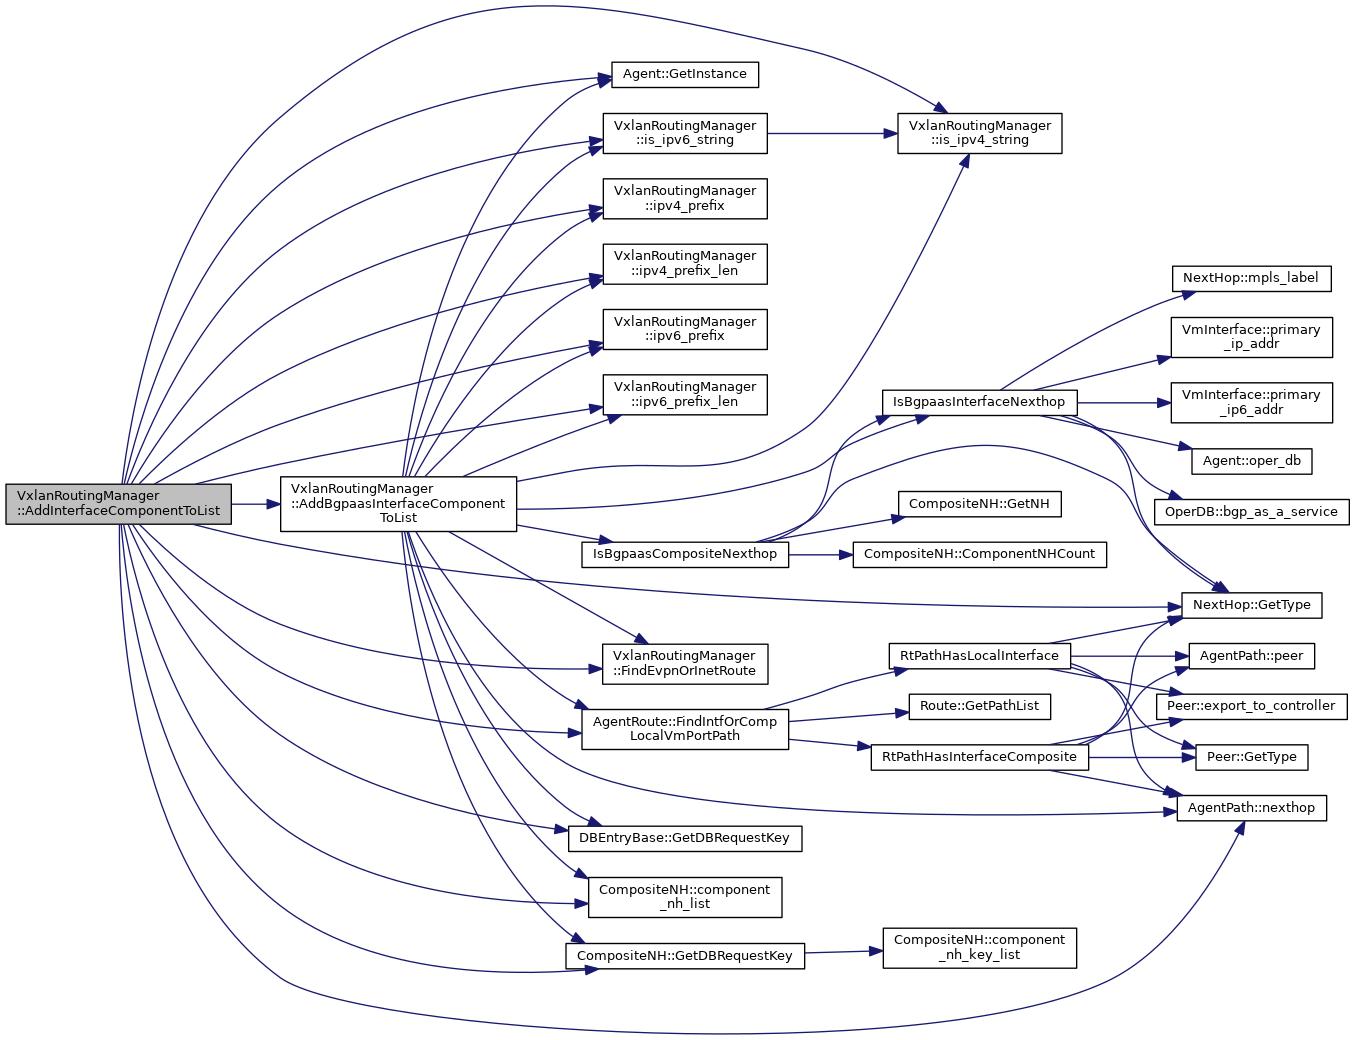 VxlanRoutingManager
::AddInterfaceComponentToList
VxlanRoutingManager
::AddBgpaasInterfaceComponent
ToList
Agent::GetInstance
VxlanRoutingManager
::is_ipv6_string
VxlanRoutingManager
::ipv4_prefix
VxlanRoutingManager
::ipv4_prefix_len
VxlanRoutingManager
::ipv6_prefix
VxlanRoutingManager
::ipv6_prefix_len
IsBgpaasCompositeNexthop
VxlanRoutingManager
::FindEvpnOrInetRoute
AgentRoute::FindIntfOrComp
LocalVmPortPath
DBEntryBase::GetDBRequestKey
CompositeNH::component
_nh_list
CompositeNH::GetDBRequestKey
VxlanRoutingManager
::is_ipv4_string
IsBgpaasInterfaceNexthop
CompositeNH::GetNH
CompositeNH::ComponentNHCount
RtPathHasLocalInterface
Route::GetPathList
RtPathHasInterfaceComposite
CompositeNH::component
_nh_key_list
NextHop::mpls_label
VmInterface::primary
_ip_addr
VmInterface::primary
_ip6_addr
Agent::oper_db
OperDB::bgp_as_a_service
NextHop::GetType
AgentPath::peer
Peer::export_to_controller
Peer::GetType
AgentPath::nexthop